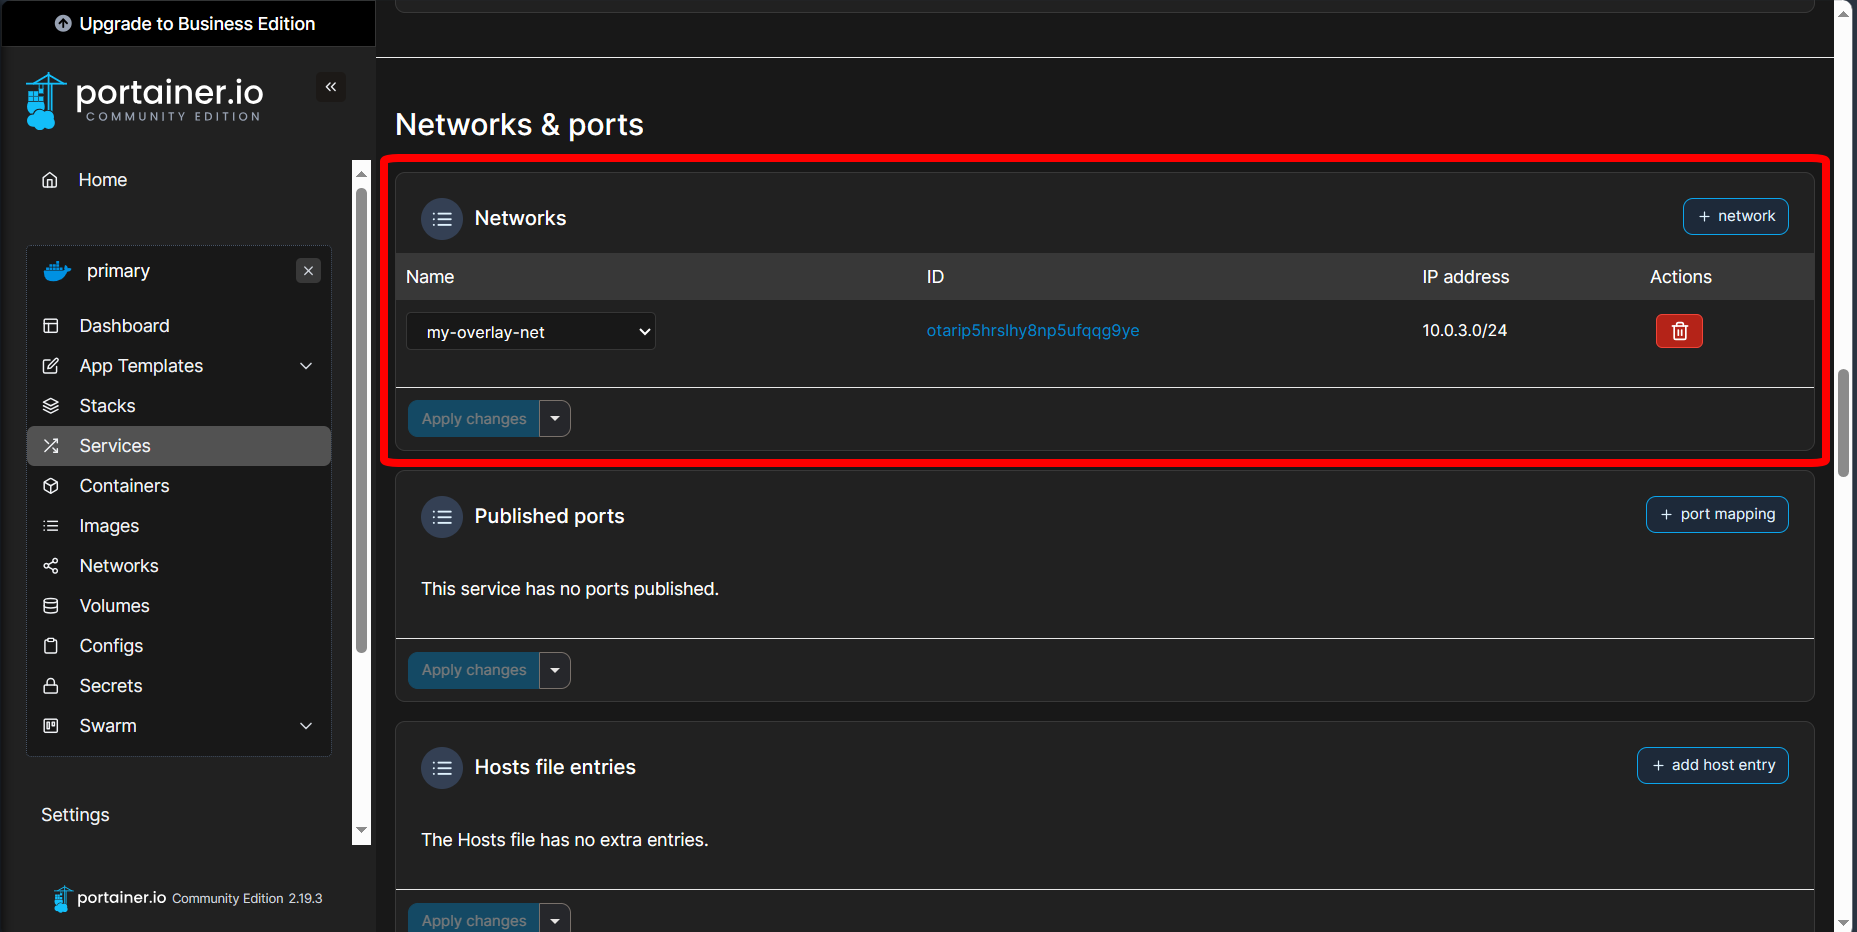 Upgrade to Business Edition
portainer.io
COMMUNITY EDITION
Home
primary
Dashboard
App Templates
Stacks
Services
Containers
Images
Networks
Volumes
Configs
Secrets
Swarm
Settings
portainer.io Community Edition 2.19.3
Networks & ports
Networks
+ network
Name ID IP address Actions
my-overlay-net otarip5hrslhy8np5ufqqg9ye 10.0.3.0/24
Apply changes
Published ports
+ port mapping
This service has no ports published.
Apply changes
Hosts file entries
+ add host entry
The Hosts file has no extra entries.
Apply changes